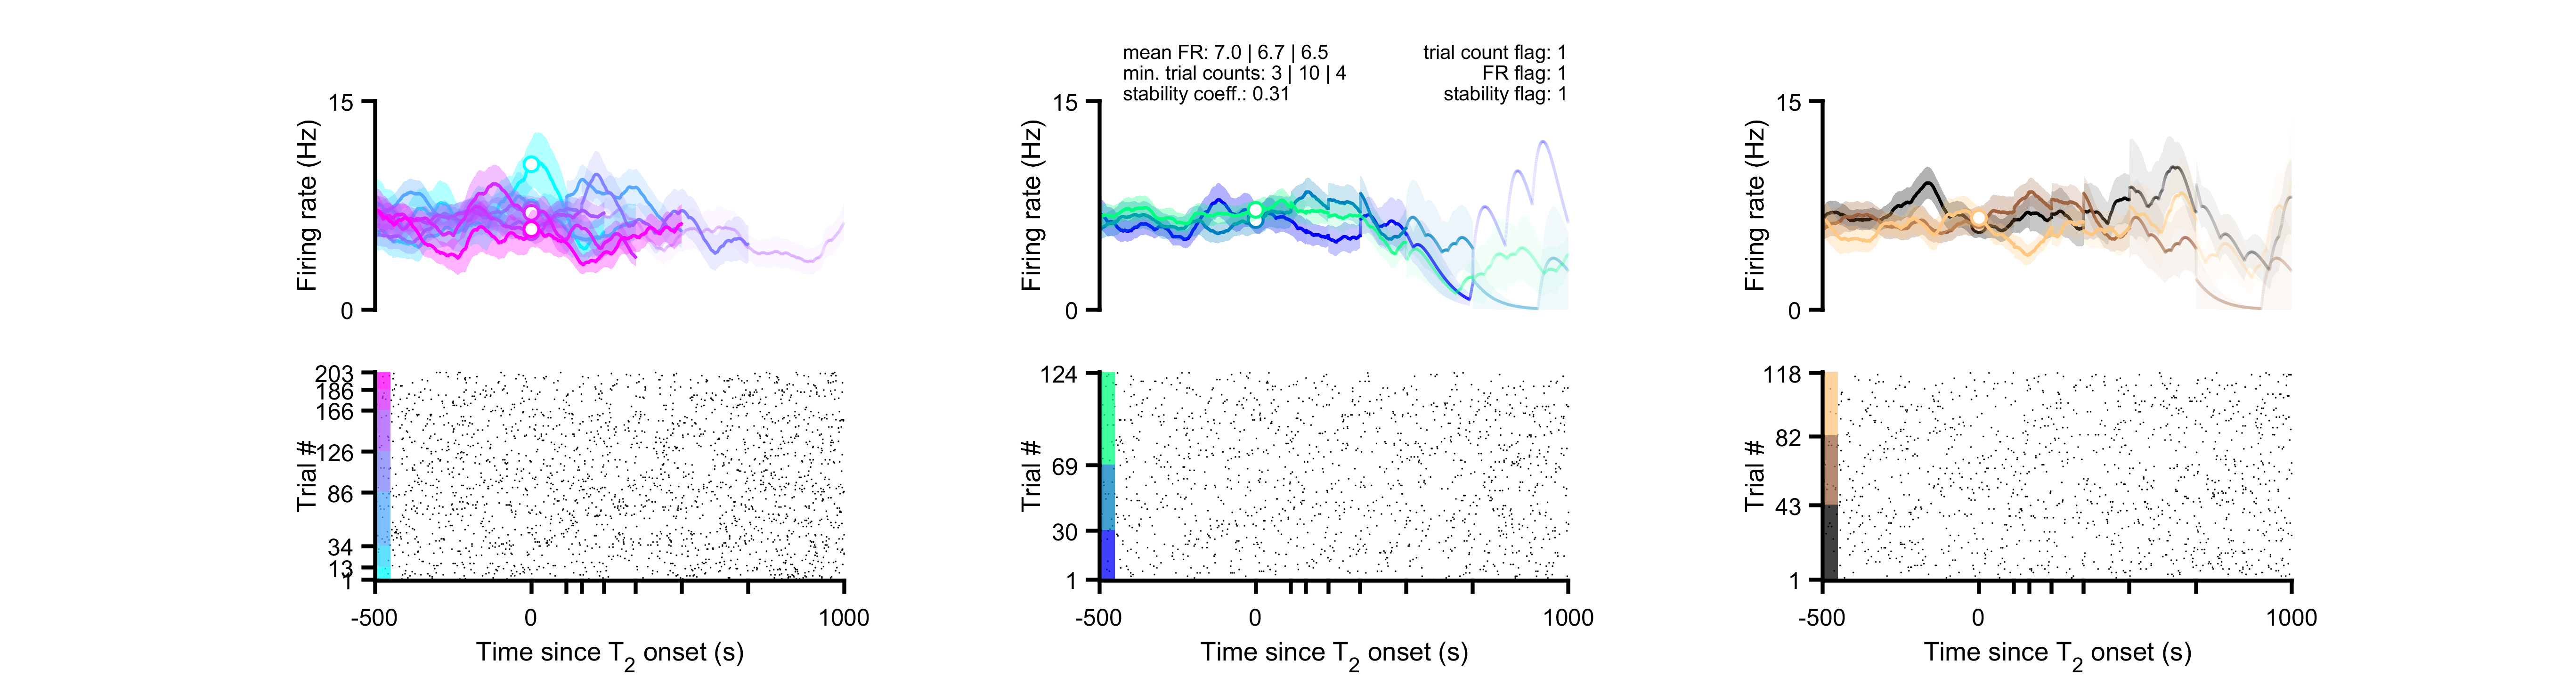 mean FR: 7.0 | 6.7 | 6.5
min. trial counts: 3 | 10 | 4
stability coeff.: 0.31
trial count flag: 1
FR flag: 1
stability flag: 1
15
Firing rate (Hz)
0
15
Firing rate (Hz)
0
15
Firing rate (Hz)
0
203
186
166
126
86
34
13
1
Trial #
-500
0
1000
Time since T2 onset (s)
124
69
30
1
Trial #
-500
0
1000
Time since T2 onset (s)
118
82
43
1
Trial #
-500
0
1000
Time since T2 onset (s)